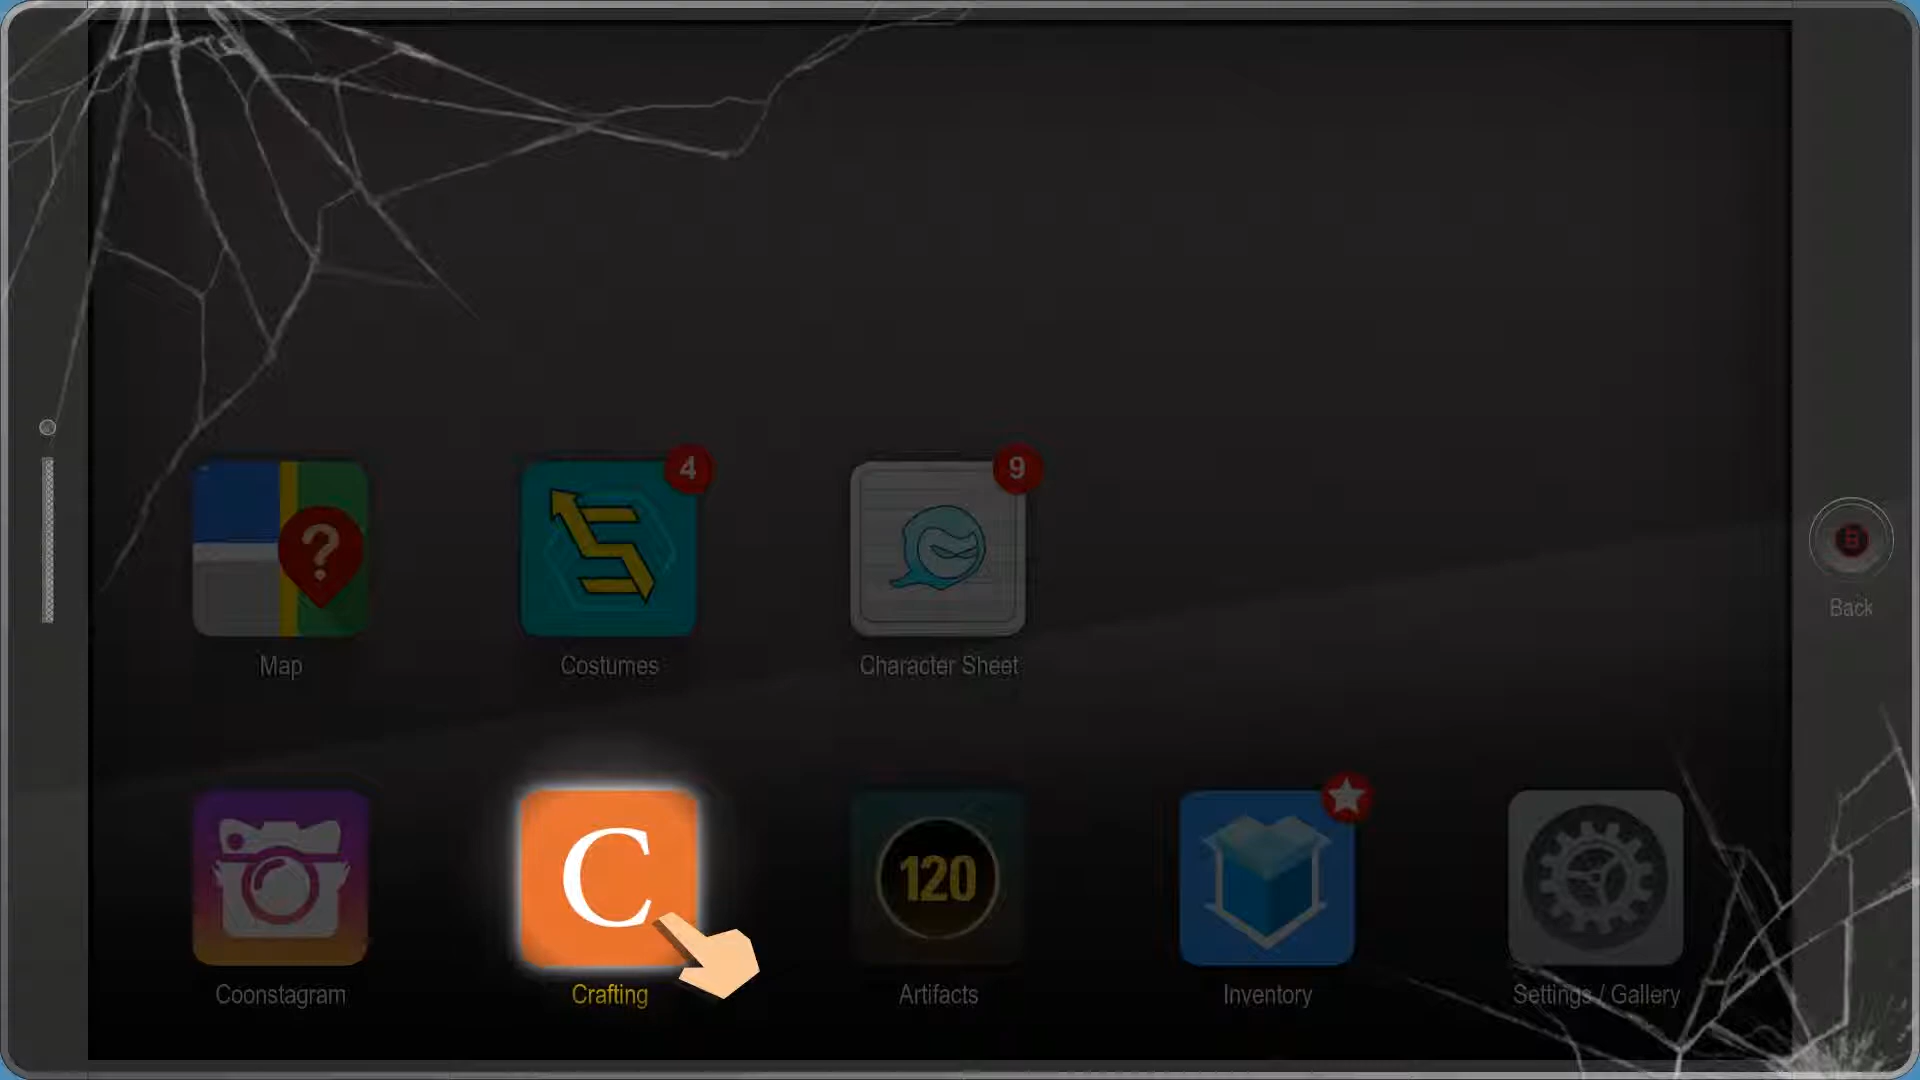 4
9
?
Map
Costumes
Character Sheet
B
Back
C
120
Coonstagram
Crafting
Artifacts
Inventory
Settings / Gallery